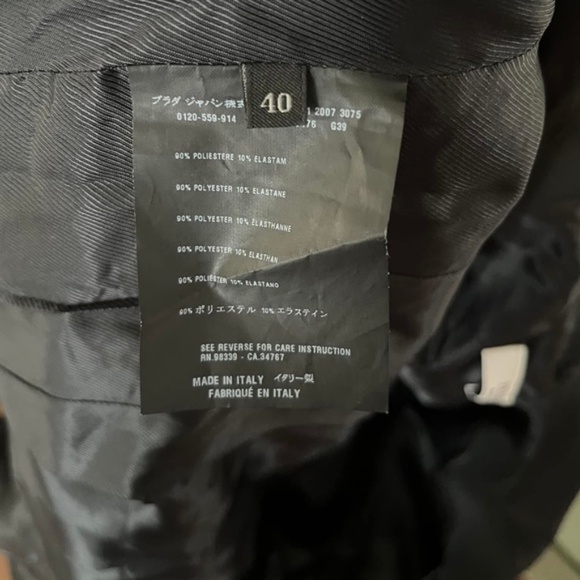 プラダ ジャパン株式
40
2007 3075
0120-559-914
G39
90% POLIESTERE 10% ELASTAM
90% POLYESTER 10% ELASTANE
90% POLYESTER 10% ELASTHANNE
90% POLYESTER 10% ELASTHAN
90% POLIESTER 10% ELASTANO
90% ポリエステル 10% エラステイン
SEE REVERSE FOR CARE INSTRUCTION
RN.98339 - CA.34767
MADE IN ITALY イタリー製
FABRIQUÉ EN ITALY